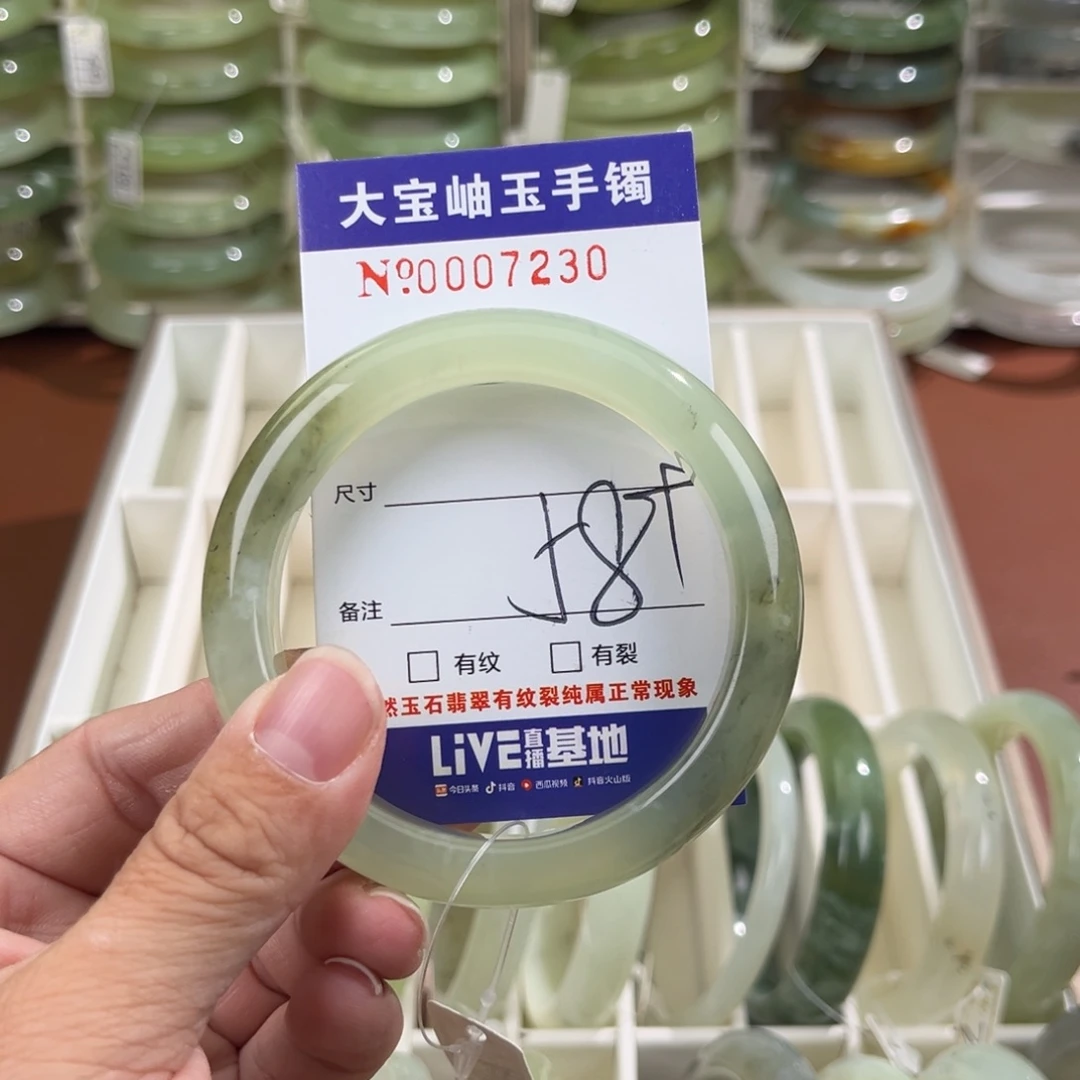 大宝岫玉手镯
Nº.0007230
尺寸
58
备注
有纹 有裂
然玉石翡翠有纹裂纯属正常现象
LiVE直播基地
今日头条 抖音 西瓜视频 抖音火山版